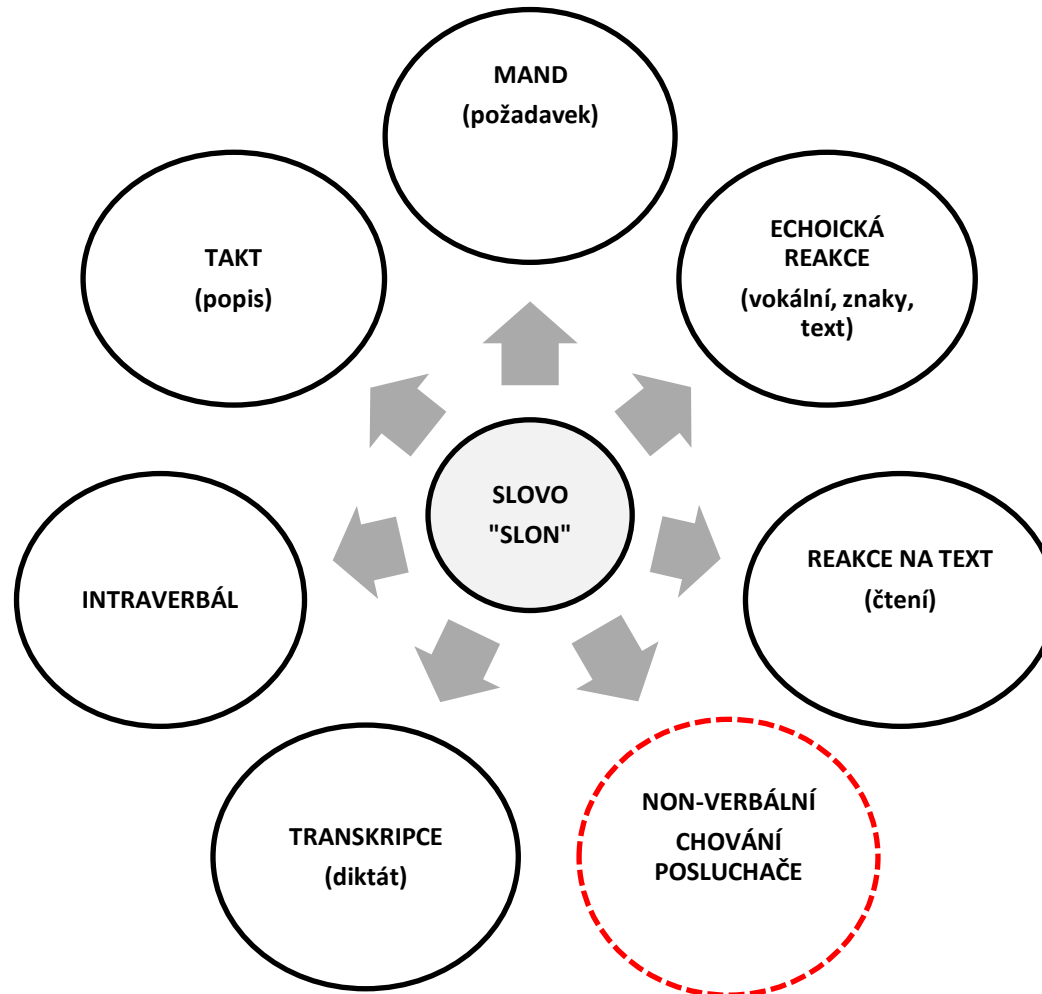 MAND
(požadavek)
ECHOICKÁ
REAKCE
(vokální, znaky,
text)
TAKT
(popis)
SLOVO
"SLON"
REAKCE NA TEXT
(čtení)
INTRAVERBÁL
NON-VERBÁLNÍ
CHOVÁNÍ
POSLUCHAČE
TRANSKRIPCE
(diktát)